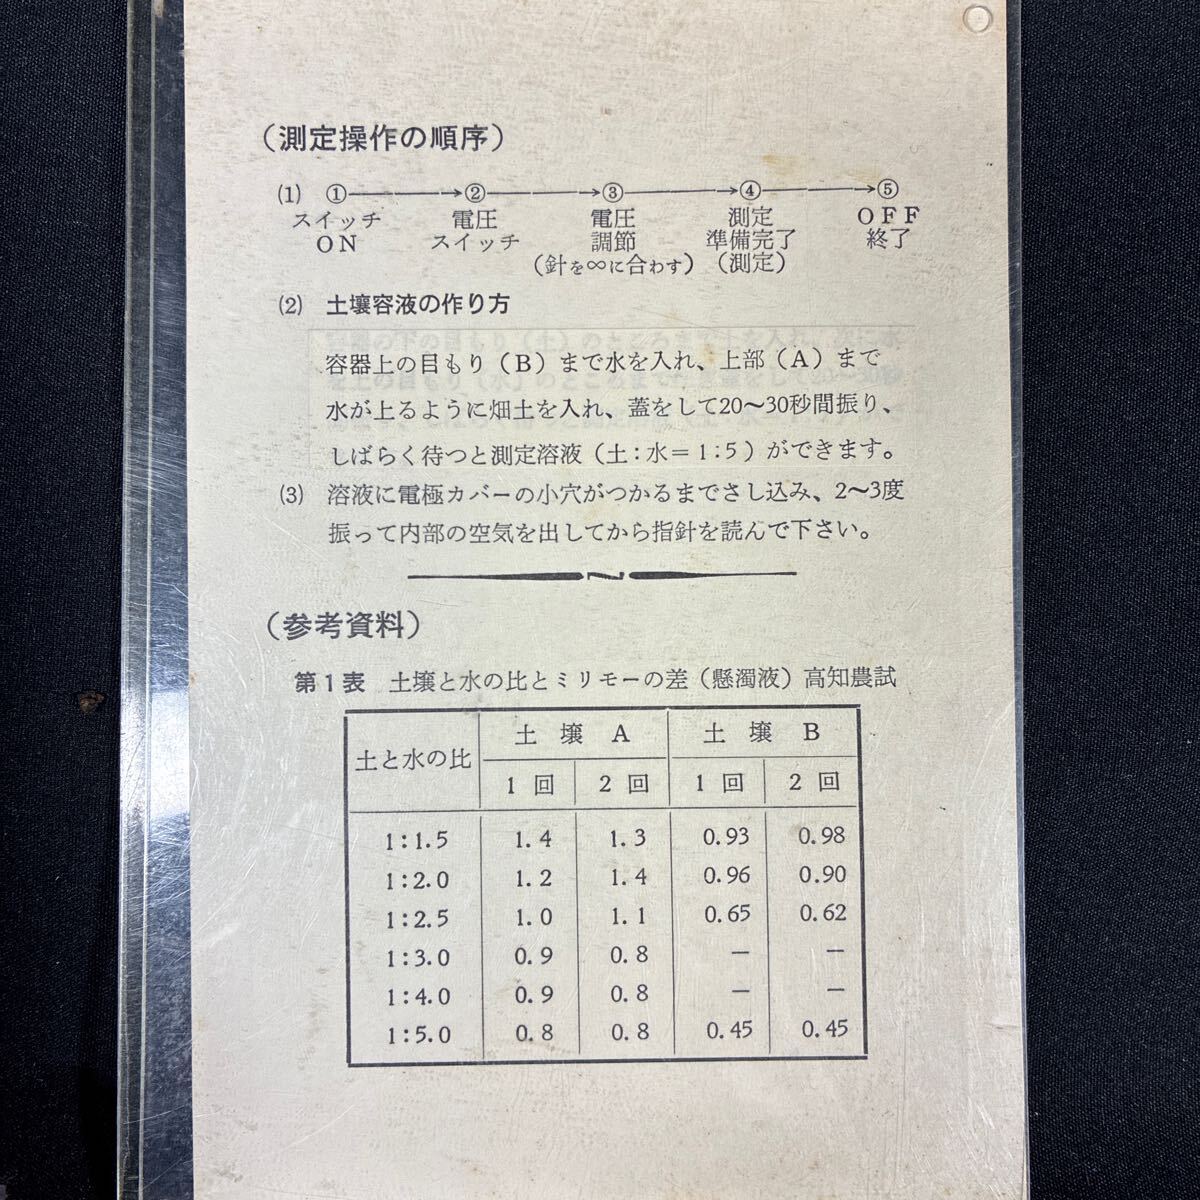 (測定操作の順序)
(1) ①→②→③→④→⑤
スイッチ 電圧 電圧 測定 OFF
ON スイッチ 調節 準備完了 終了
(針を∞に合わす) (測定)
(2) 土壌容液の作り方
容器上の目もり(B)まで水を入れ、上部(A)まで
水が上るように畑土を入れ、蓋をして20〜30秒間振り、
しばらく待つと測定溶液(土:水=1:5)ができます。
(3) 溶液に電極カバーの小穴がつかるまでさし込み、2〜3度
振って内部の空気を出してから指針を読んで下さい。
(参考資料)
第1表 土壌と水の比とミリモーの差(懸濁液)高知農試
土と水の比 土壌 A 土壌 B
1回 2回 1回 2回
1:1.5 1.4 1.3 0.93 0.98
1:2.0 1.2 1.4 0.96 0.90
1:2.5 1.0 1.1 0.65 0.62
1:3.0 0.9 0.8 — —
1:4.0 0.9 0.8 — —
1:5.0 0.8 0.8 0.45 0.45